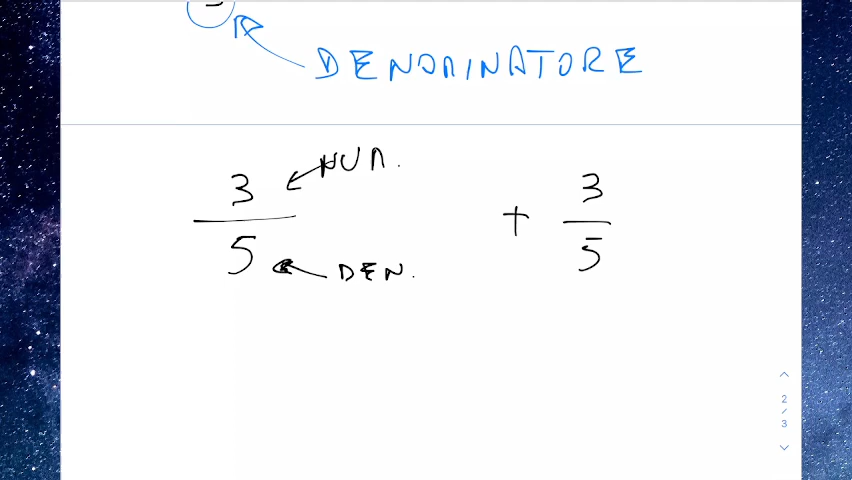 DENOMINATORE
3 NUM.
+ 3
5 DEN.
5
2
/
3